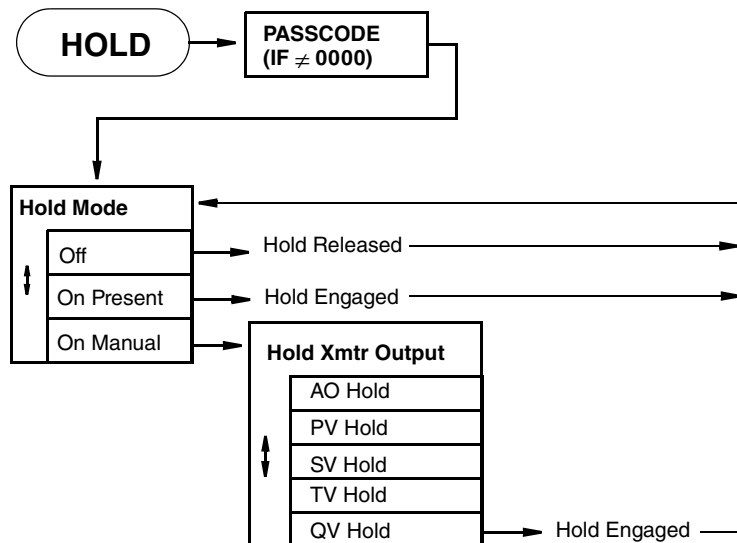 HOLD
PASSCODE
(IF ≠ 0000)
Hold Mode
Off
Hold Released
On Present
Hold Engaged
On Manual
Hold Xmtr Output
AO Hold
PV Hold
SV Hold
TV Hold
QV Hold
Hold Engaged